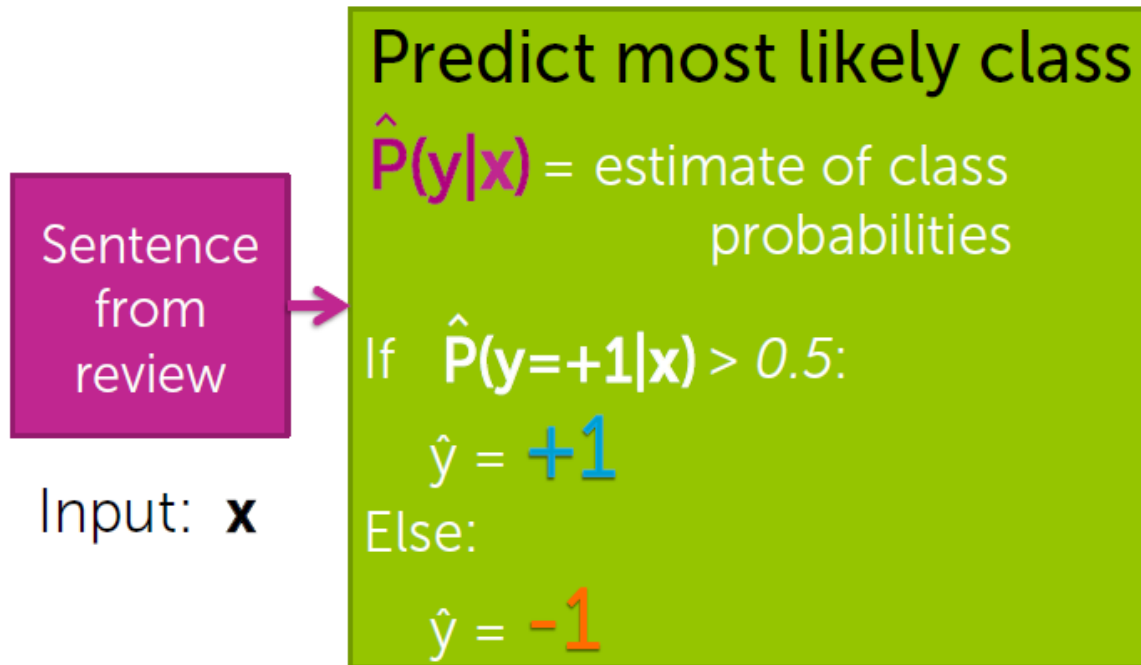 Sentence
from
review
Input: x
Predict most likely class
P̂(y|x) = estimate of class
probabilities
If P̂(y=+1|x) > 0.5:
ŷ = +1
Else:
ŷ = -1